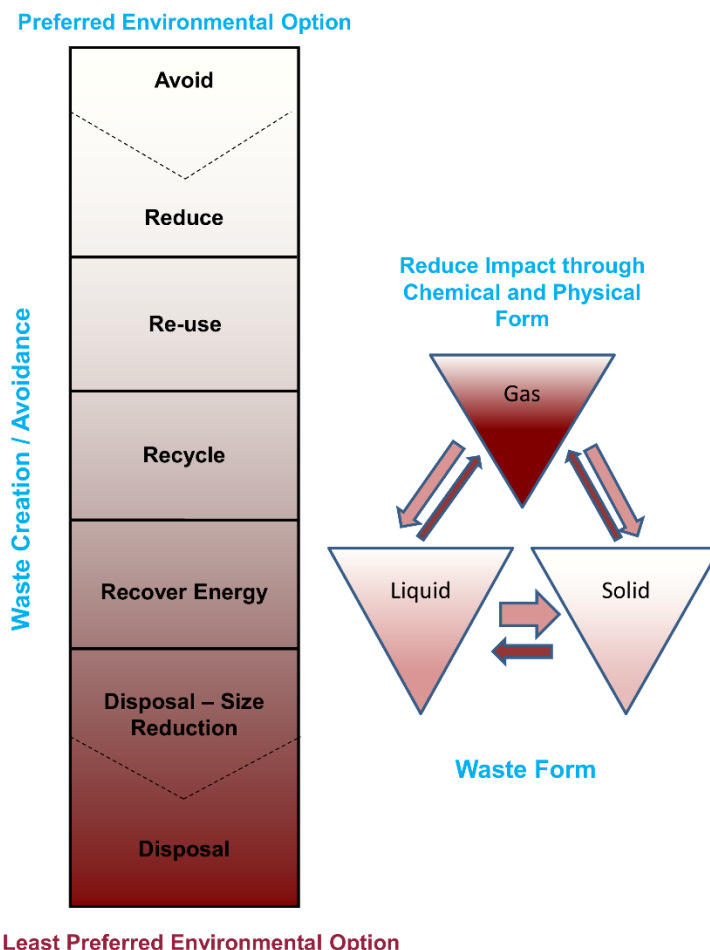 Preferred Environmental Option
Avoid
Reduce
Re-use
Recycle
Recover Energy
Disposal – Size
Reduction
Disposal
Waste Creation / Avoidance
Least Preferred Environmental Option
Reduce Impact through
Chemical and Physical
Form
Gas
Liquid
Solid
Waste Form